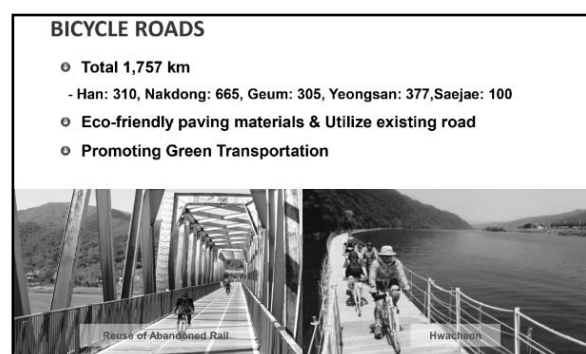 BICYCLE ROADS
Total 1,757 km
- Han: 310, Nakdong: 665, Geum: 305, Yeongsan: 377,Saejae: 100
Eco-friendly paving materials & Utilize existing road
Promoting Green Transportation
Reuse of Abandoned Rail
Hwacheon